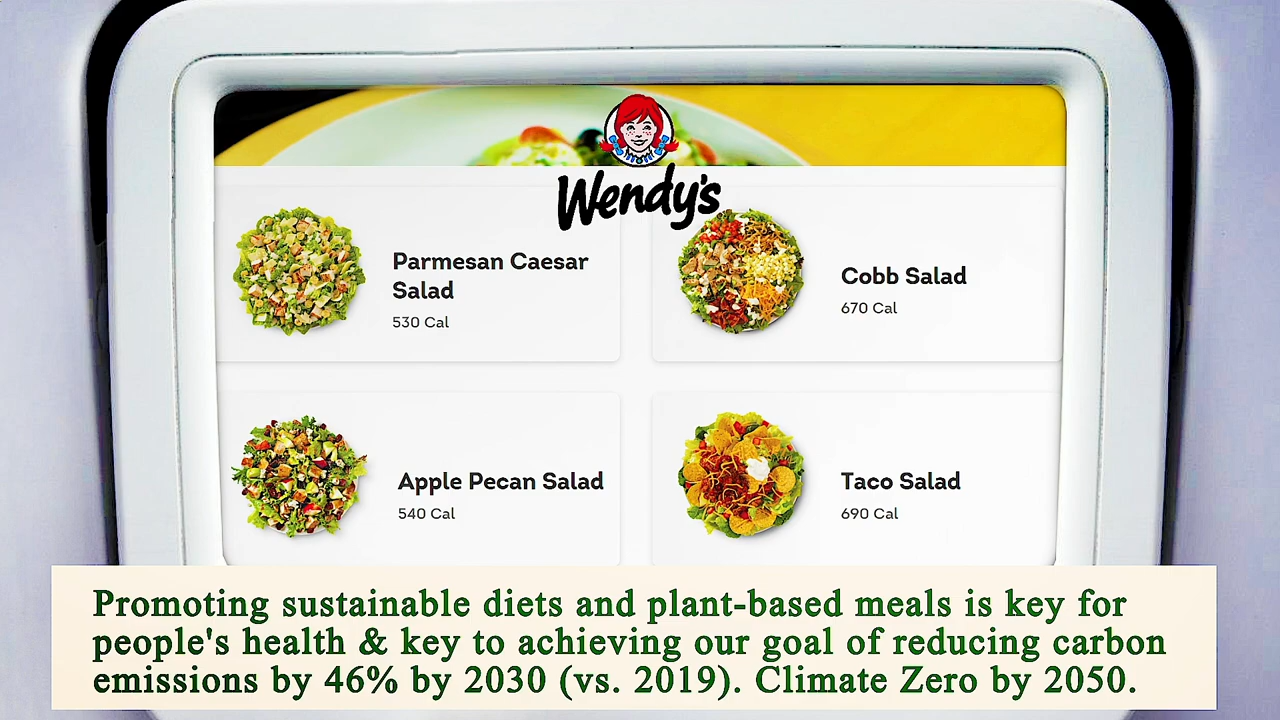 Wendy's
Parmesan Caesar
Salad
530 Cal
Cobb Salad
670 Cal
Apple Pecan Salad
540 Cal
Taco Salad
690 Cal
Promoting sustainable diets and plant-based meals is key for
people's health & key to achieving our goal of reducing carbon
emissions by 46% by 2030 (vs. 2019). Climate Zero by 2050.